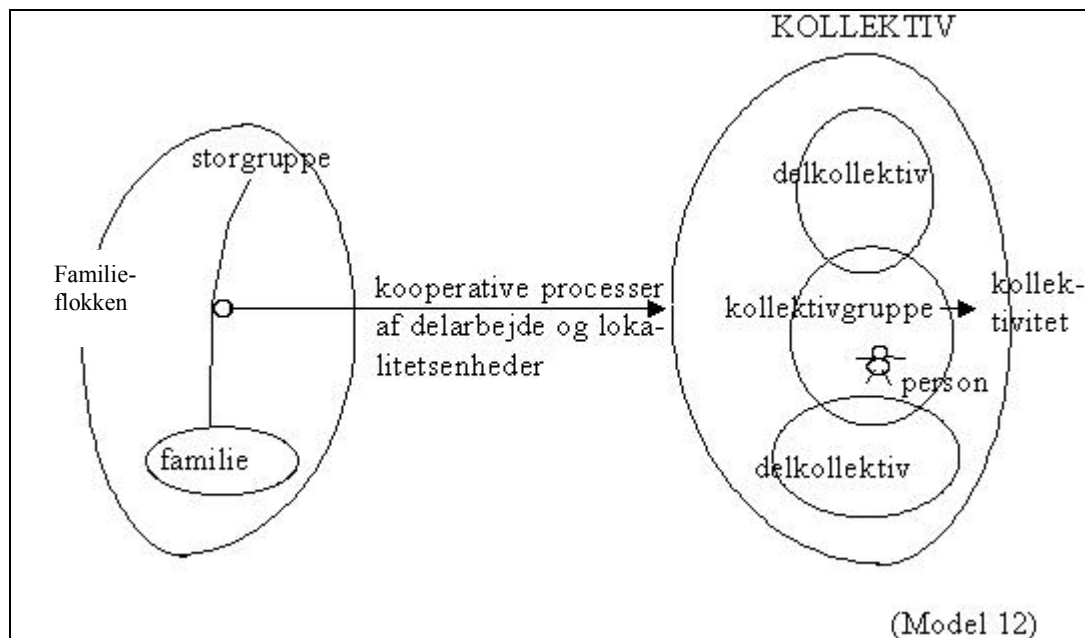 KOLLEKTIV
storgruppe
Familie-
flokken
familie
kooperative processer
af delarbejde og loka-
litetsenheder
delkollektiv
kollektivgruppe
person
delkollektiv
kollek-
tivitet
(Model 12)